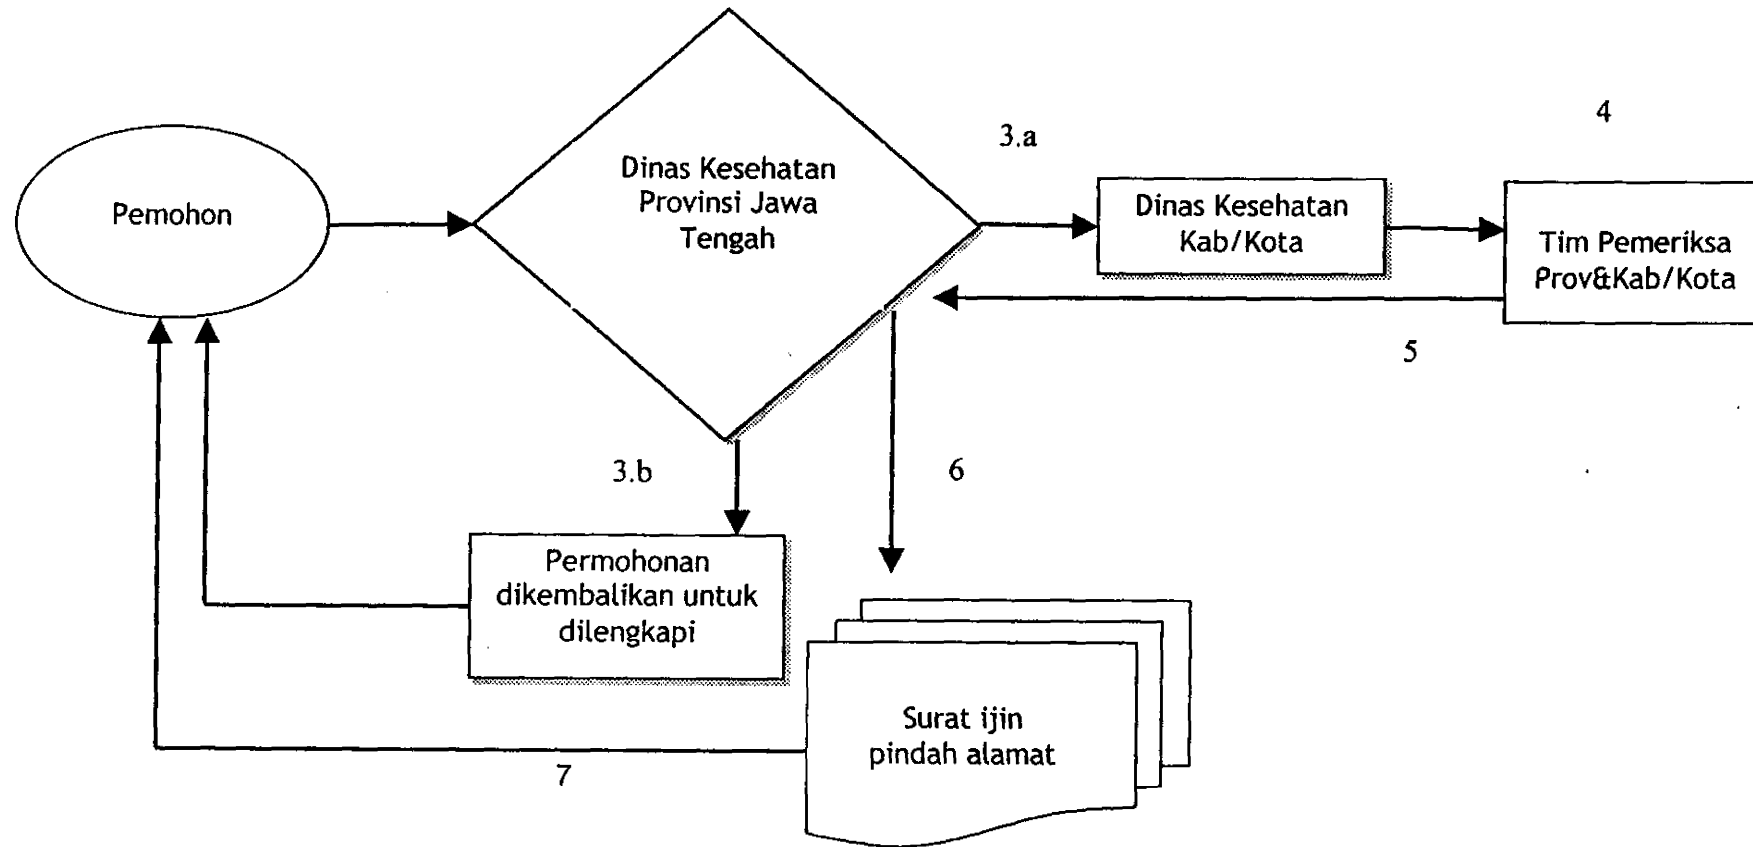 Pemohon
Dinas Kesehatan
Provinsi Jawa
Tengah
3.a
Dinas Kesehatan
Kab/Kota
4
Tim Pemeriksa
Prov&Kab/Kota
5
3.b
6
Permohonan
dikembalikan untuk
dilengkapi
Surat ijin
pindah alamat
7